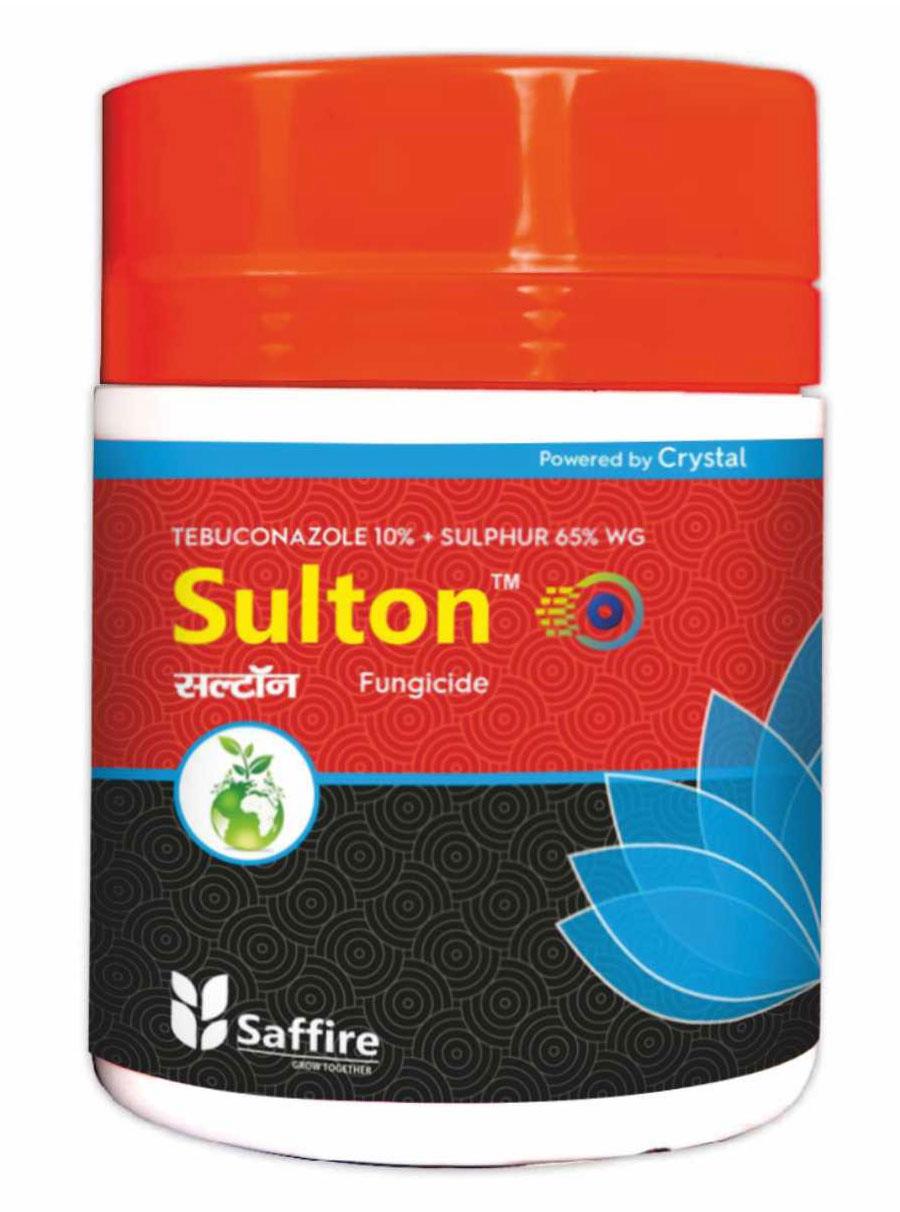 Powered by Crystal
TEBUCONAZOLE 10% + SULPHUR 65% WG
Sulton™
सल्टॉन Fungicide
Saffire
GROW TOGETHER